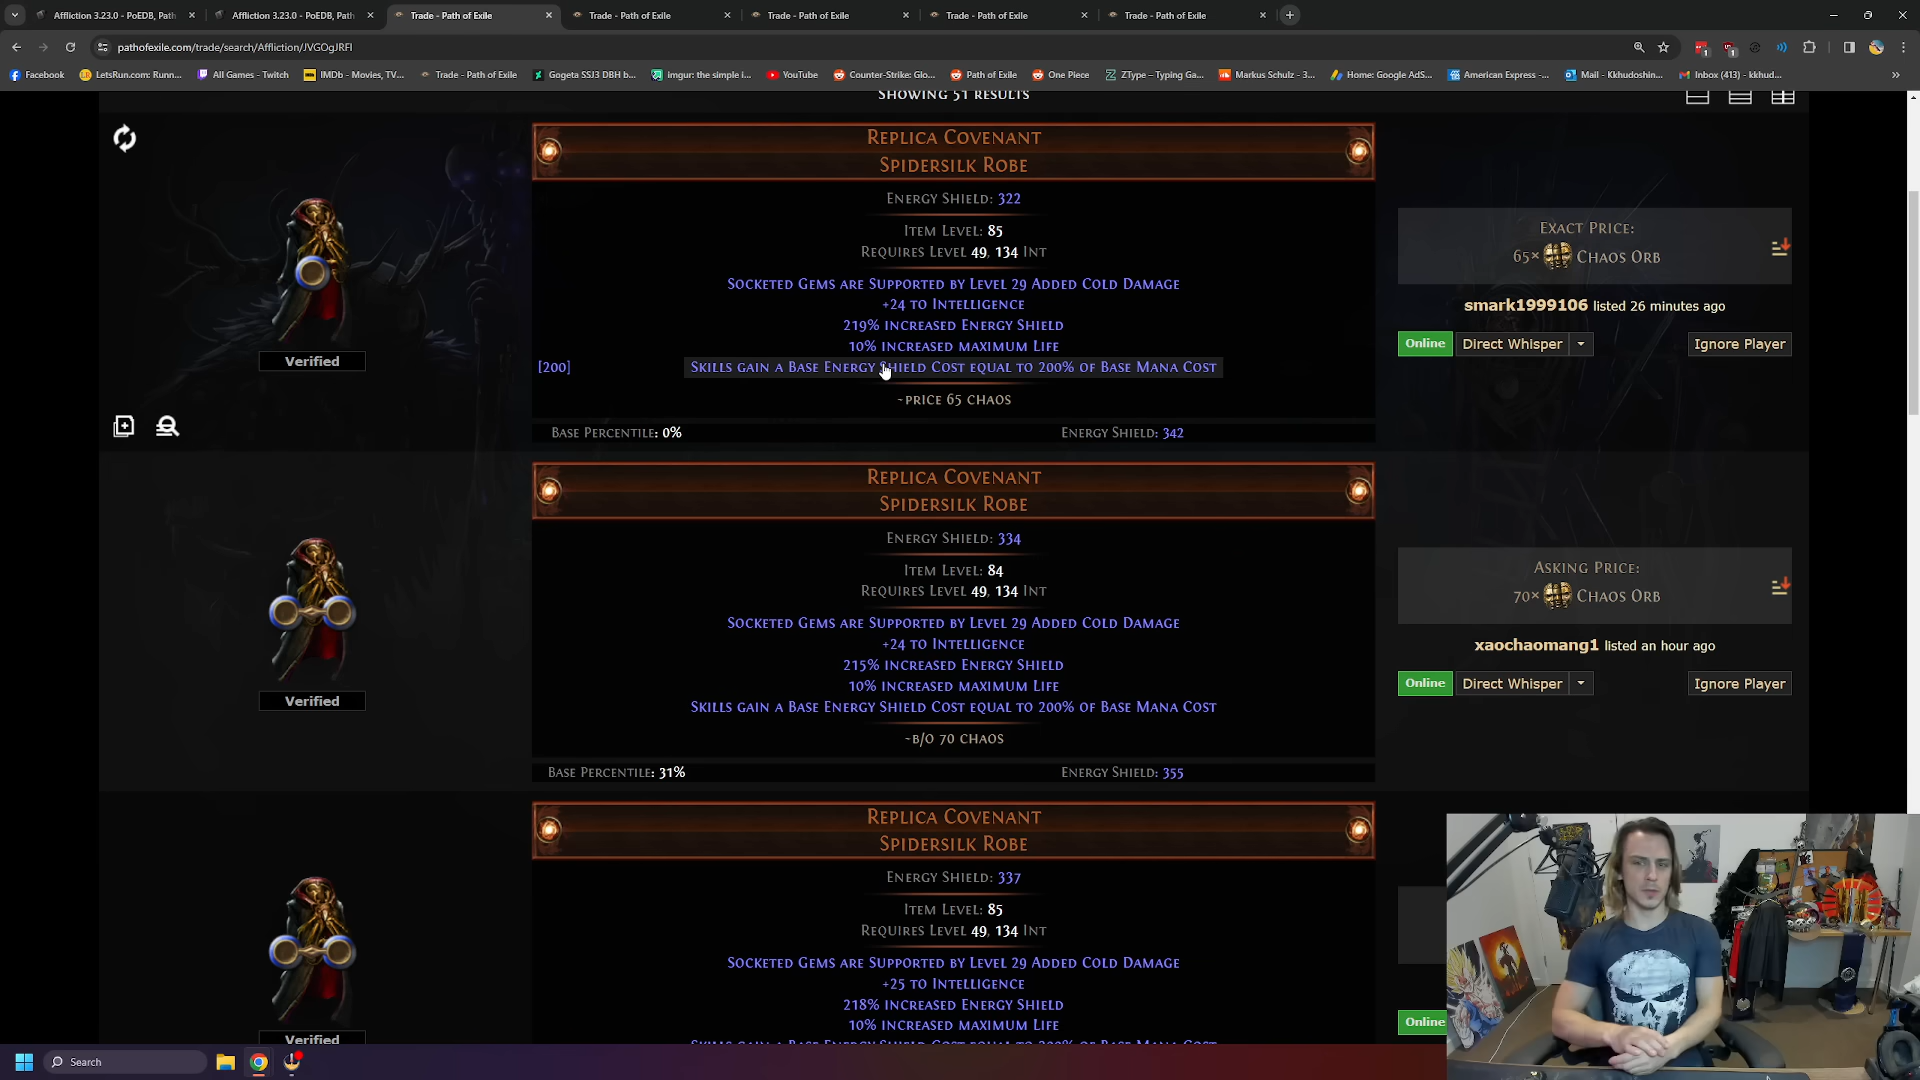 Affliction 3.23.0 - PoEDB, Path
Affliction 3.23.0 - PoEDB, Path
Trade - Path of Exile
Trade - Path of Exile
Trade - Path of Exile
Trade - Path of Exile
Trade - Path of Exile
pathofexile.com/trade/search/Affliction/JVGOgJRFI
Facebook
LetsRun.com: Runn...
All Games - Twitch
IMDb - Movies, TV...
Trade - Path of Exile
Gogeta SSJ3 DBH b...
Imgur: the simple i...
YouTube
Counter-Strike: Glo...
Path of Exile
One Piece
ZType – Typing Ga...
Markus Schulz - 3...
Home: Google AdS...
American Express -...
Mail - Kkhudoshin...
Inbox (413) - kkhud...
SHOWING 51 RESULTS
REPLICA COVENANT
SPIDERSILK ROBE
ENERGY SHIELD: 322
ITEM LEVEL: 85
REQUIRES LEVEL 49, 134 INT
SOCKETED GEMS ARE SUPPORTED BY LEVEL 29 ADDED COLD DAMAGE
+24 TO INTELLIGENCE
219% INCREASED ENERGY SHIELD
10% INCREASED MAXIMUM LIFE
[200] SKILLS GAIN A BASE ENERGY SHIELD COST EQUAL TO 200% OF BASE MANA COST
~PRICE 65 CHAOS
BASE PERCENTILE: 0% ENERGY SHIELD: 342
Verified
EXACT PRICE:
65× CHAOS ORB
smark1999106 listed 26 minutes ago
Online Direct Whisper Ignore Player
REPLICA COVENANT
SPIDERSILK ROBE
ENERGY SHIELD: 334
ITEM LEVEL: 84
REQUIRES LEVEL 49, 134 INT
SOCKETED GEMS ARE SUPPORTED BY LEVEL 29 ADDED COLD DAMAGE
+24 TO INTELLIGENCE
215% INCREASED ENERGY SHIELD
10% INCREASED MAXIMUM LIFE
SKILLS GAIN A BASE ENERGY SHIELD COST EQUAL TO 200% OF BASE MANA COST
~B/O 70 CHAOS
BASE PERCENTILE: 31% ENERGY SHIELD: 355
Verified
ASKING PRICE:
70× CHAOS ORB
xaochaomang1 listed an hour ago
Online Direct Whisper Ignore Player
REPLICA COVENANT
SPIDERSILK ROBE
ENERGY SHIELD: 337
ITEM LEVEL: 85
REQUIRES LEVEL 49, 134 INT
SOCKETED GEMS ARE SUPPORTED BY LEVEL 29 ADDED COLD DAMAGE
+25 TO INTELLIGENCE
218% INCREASED ENERGY SHIELD
10% INCREASED MAXIMUM LIFE
SKILLS GAIN A BASE ENERGY SHIELD COST EQUAL TO 200% OF BASE MANA COST
Verified
Online
Search